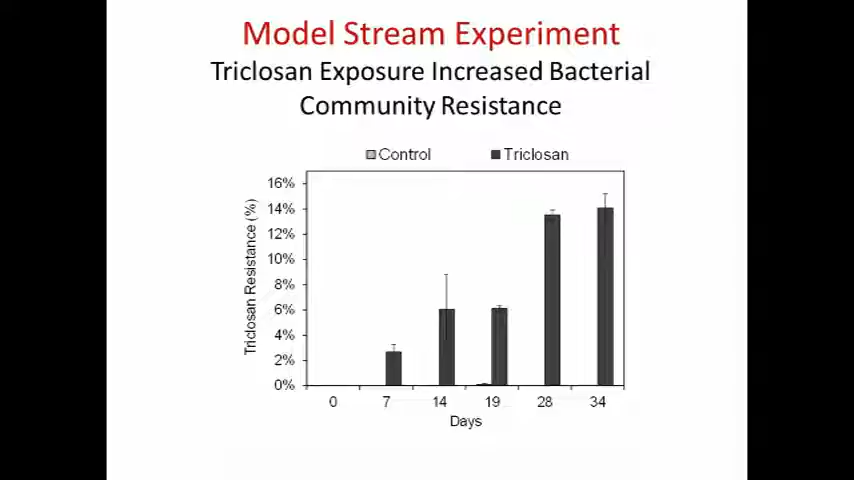 Model Stream Experiment
Triclosan Exposure Increased Bacterial
Community Resistance
Control Triclosan
16%
14%
12%
10%
8%
6%
4%
2%
0%
Triclosan Resistance (%)
0 7 14 19 28 34
Days